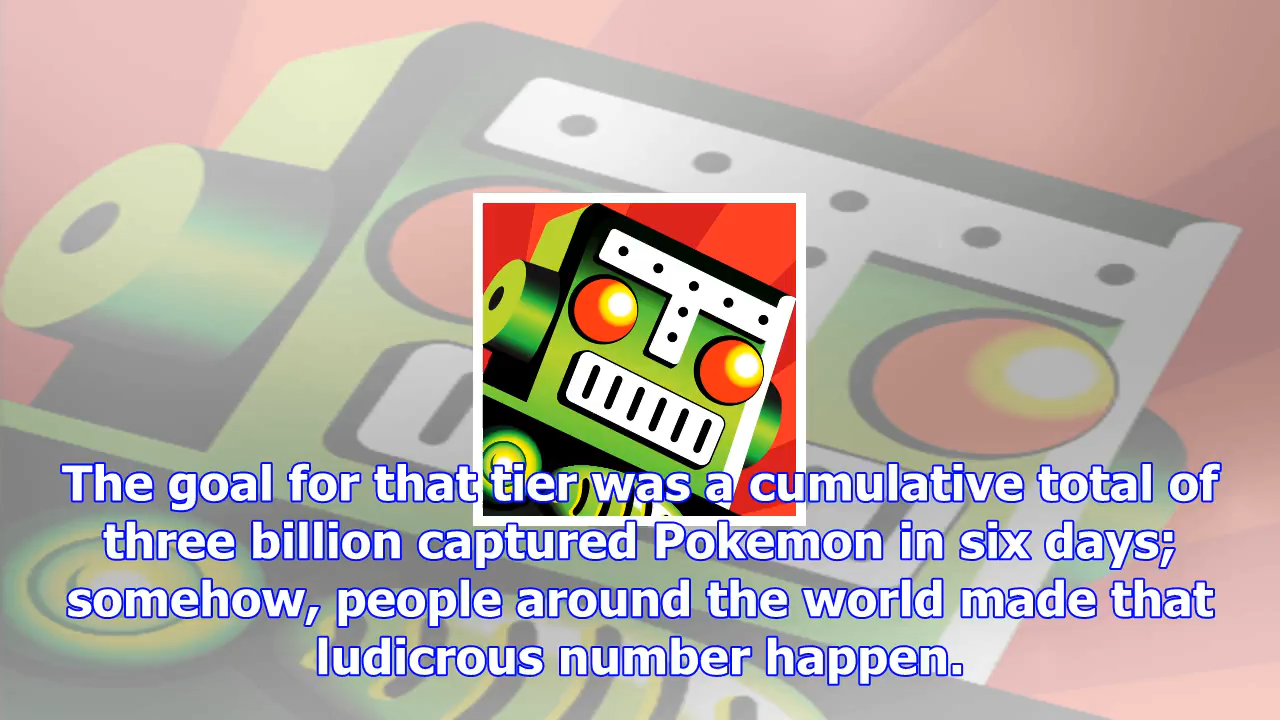 The goal for that tier was a cumulative total of
three billion captured Pokemon in six days;
somehow, people around the world made that
ludicrous number happen.